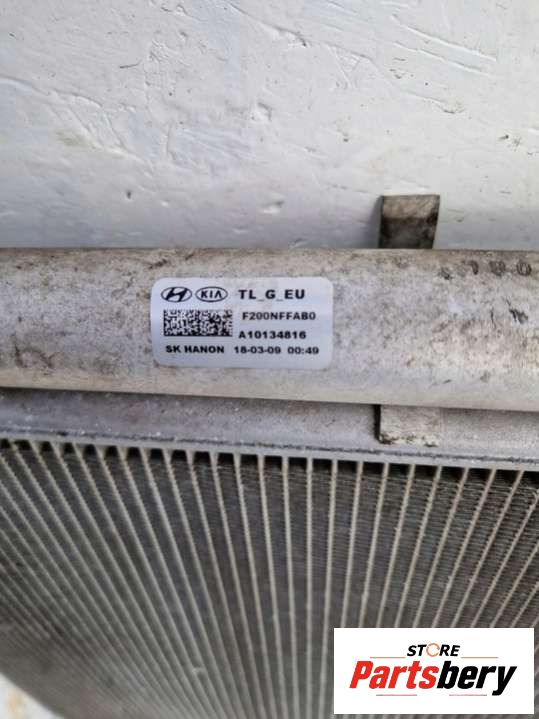 KIA TL_G_EU
F200NFFAB0
A10134816
SK HANON 18-03-09 00:49
STORE
Partsbery